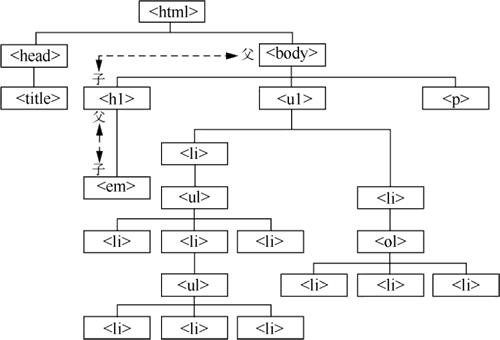 <html>
<head> 父 <body>
子
<title> <h1> <u1> <p>
父
<li>
子
<em> <ul> <li>
<li> <li> <li> <ol>
<ul> <li> <li> <li>
<li> <li> <li>